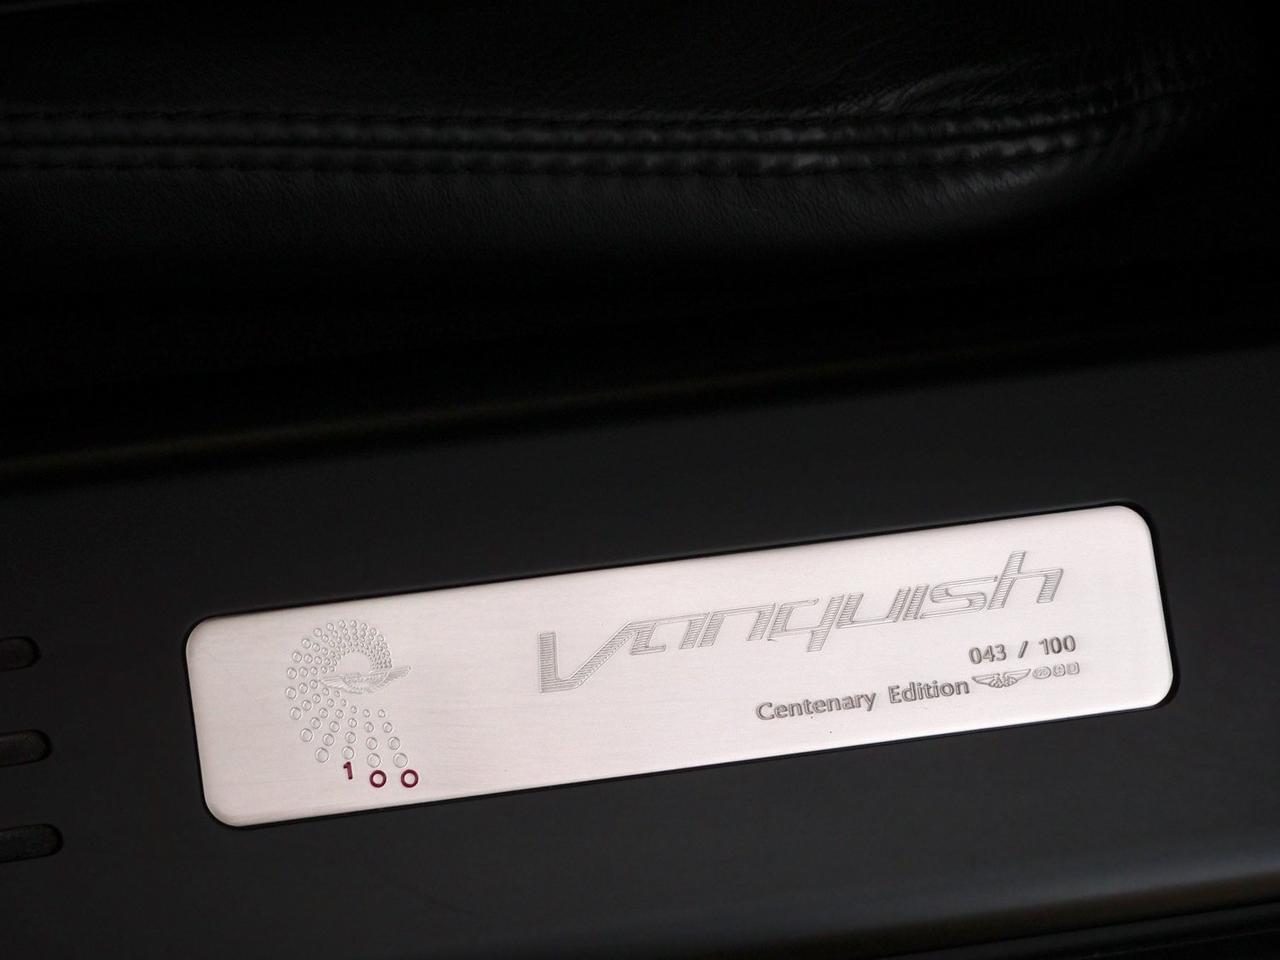 Vanquish
043 / 100
Centenary Edition
100